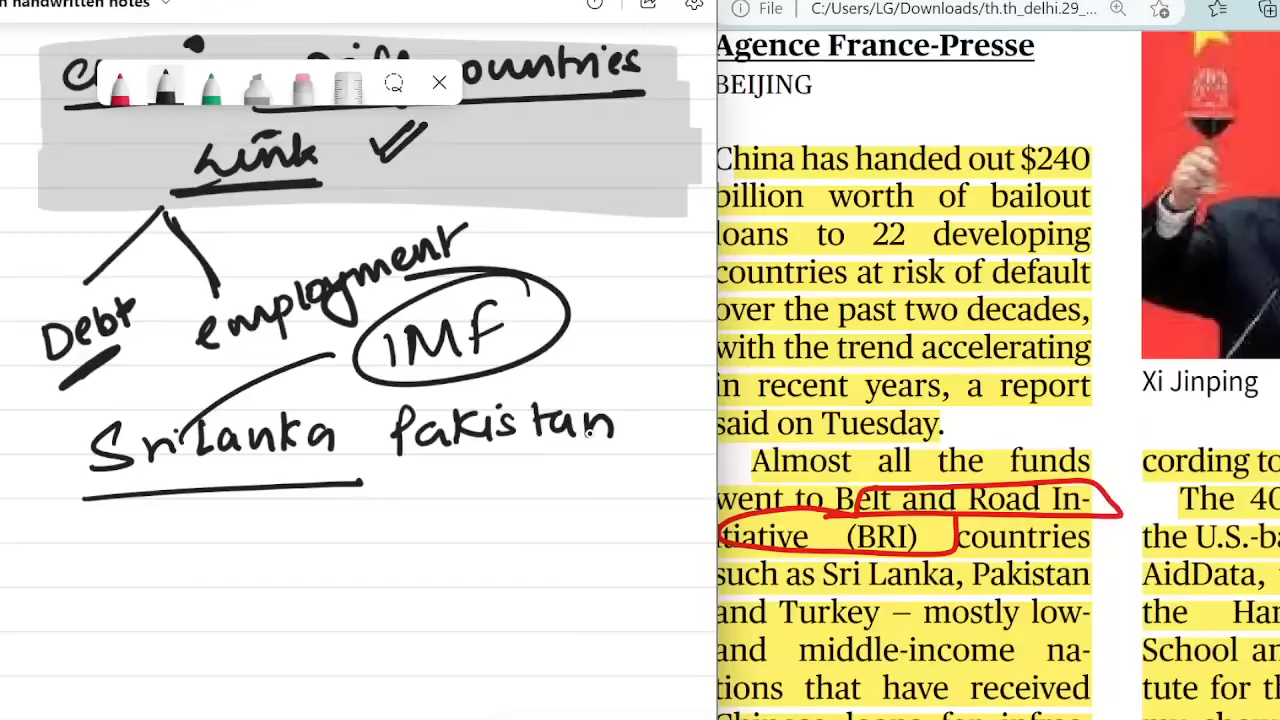 n handwritten notes
countries
Link
Debt
employment
IMF
Sri Lanka Pakistan
File
C:/Users/LG/Downloads/th.th_delhi.29_...
Agence France-Presse
BEIJING
China has handed out $240
billion worth of bailout
loans to 22 developing
countries at risk of default
over the past two decades,
with the trend accelerating
in recent years, a report
said on Tuesday.
Almost all the funds
went to Belt and Road In-
itiative (BRI) countries
such as Sri Lanka, Pakistan
and Turkey — mostly low-
and middle-income na-
tions that have received
Chinese loans for infras-
Xi Jinping
cording to
The 40
the U.S.-ba
AidData,
the Har
School an
tute for th